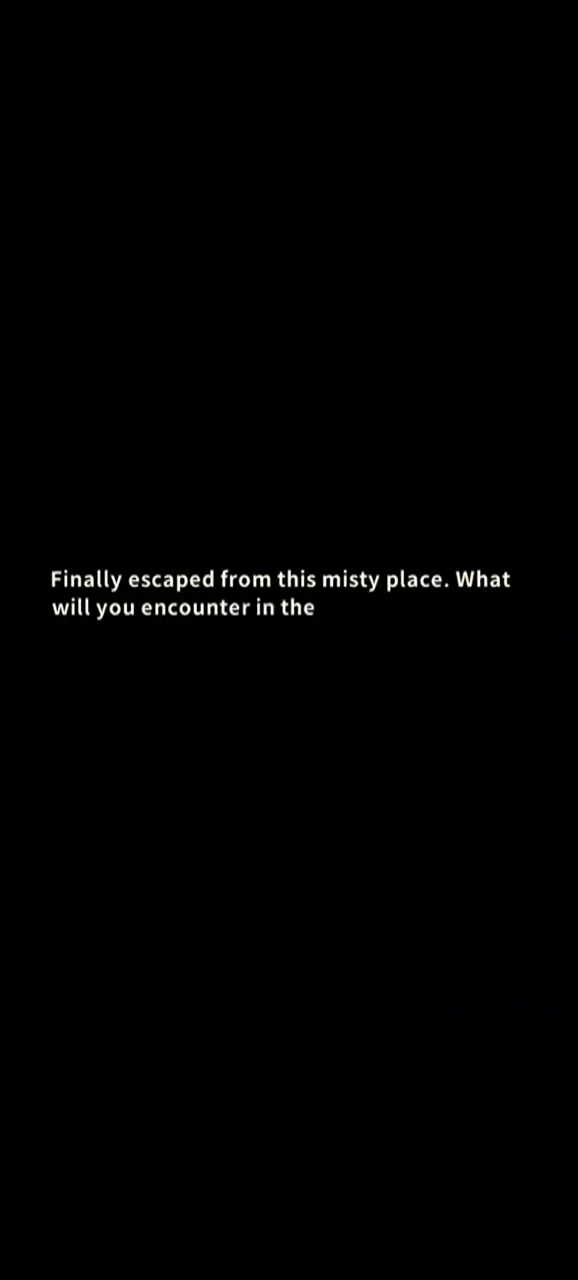 Finally escaped from this misty place. What
will you encounter in the